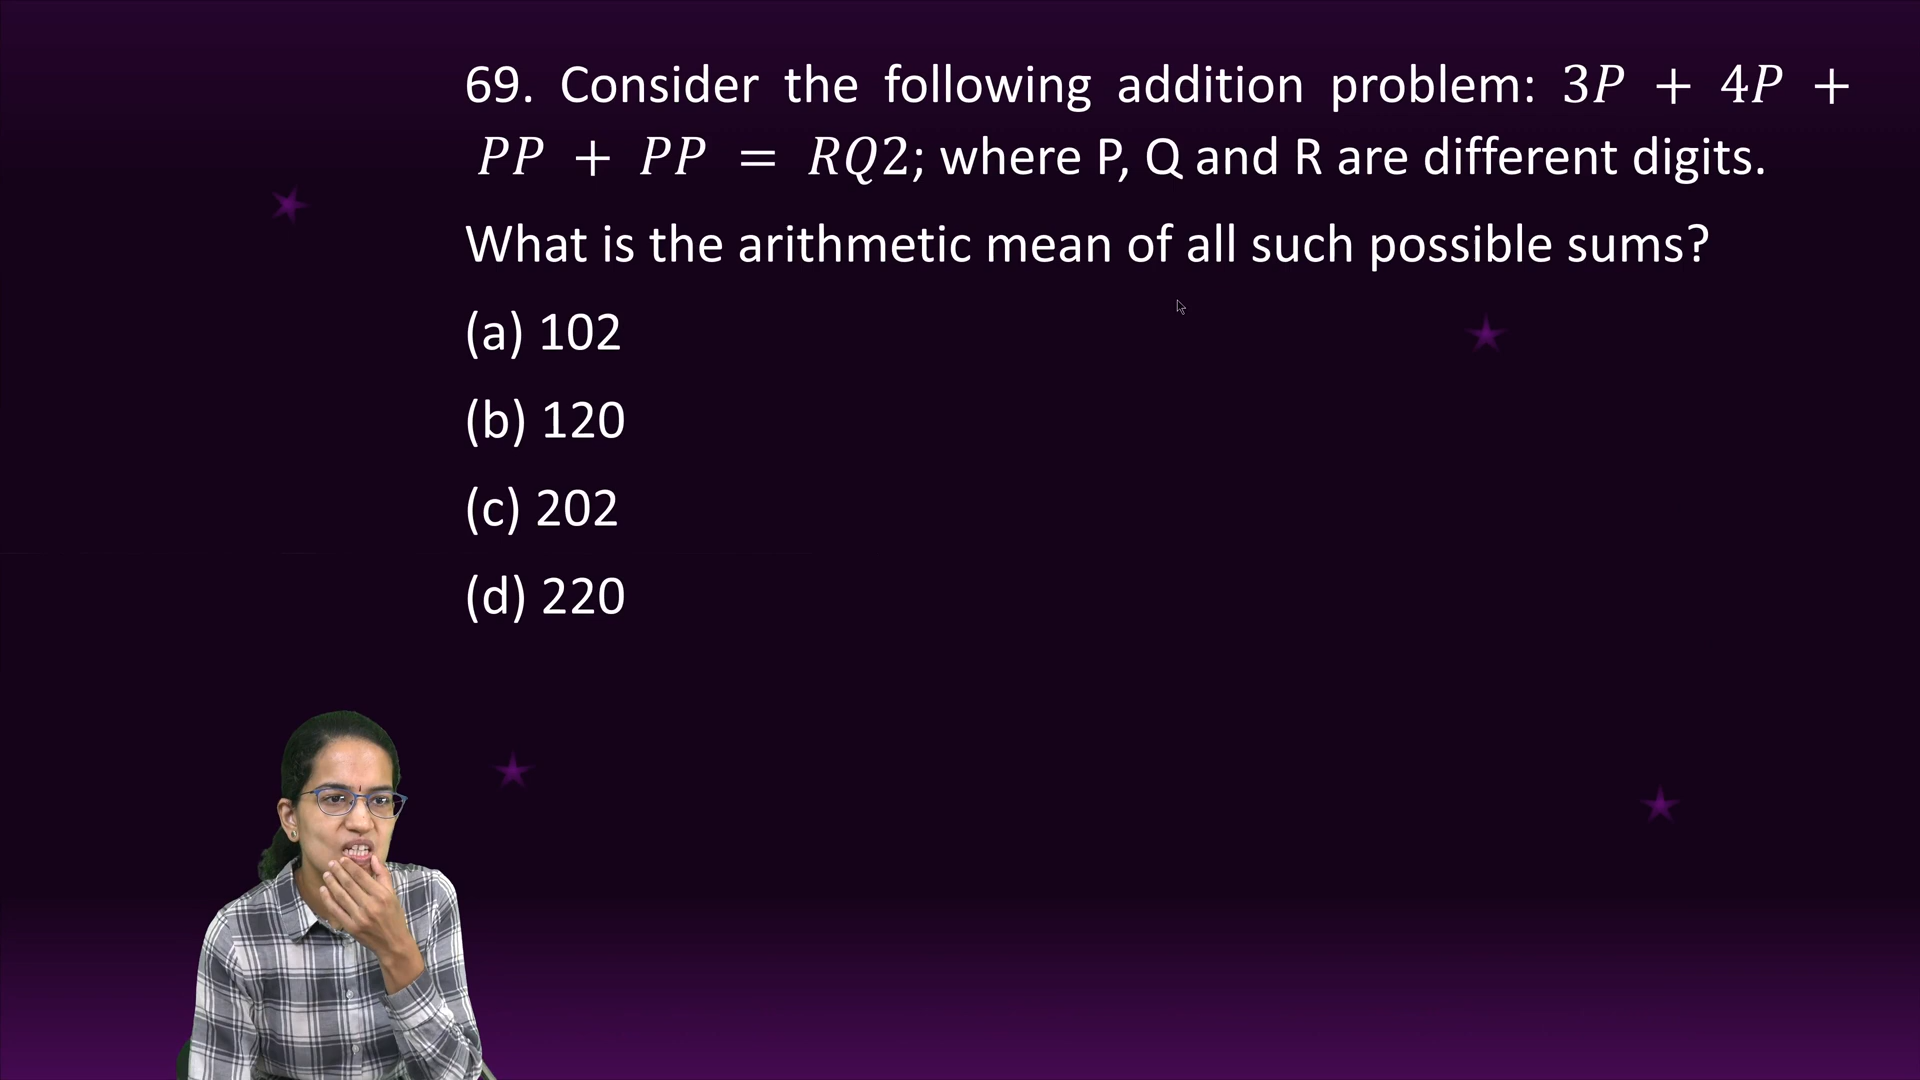 69. Consider the following addition problem: 3P + 4P +
PP + PP = RQ2; where P, Q and R are different digits.
What is the arithmetic mean of all such possible sums?
(a) 102
(b) 120
(c) 202
(d) 220